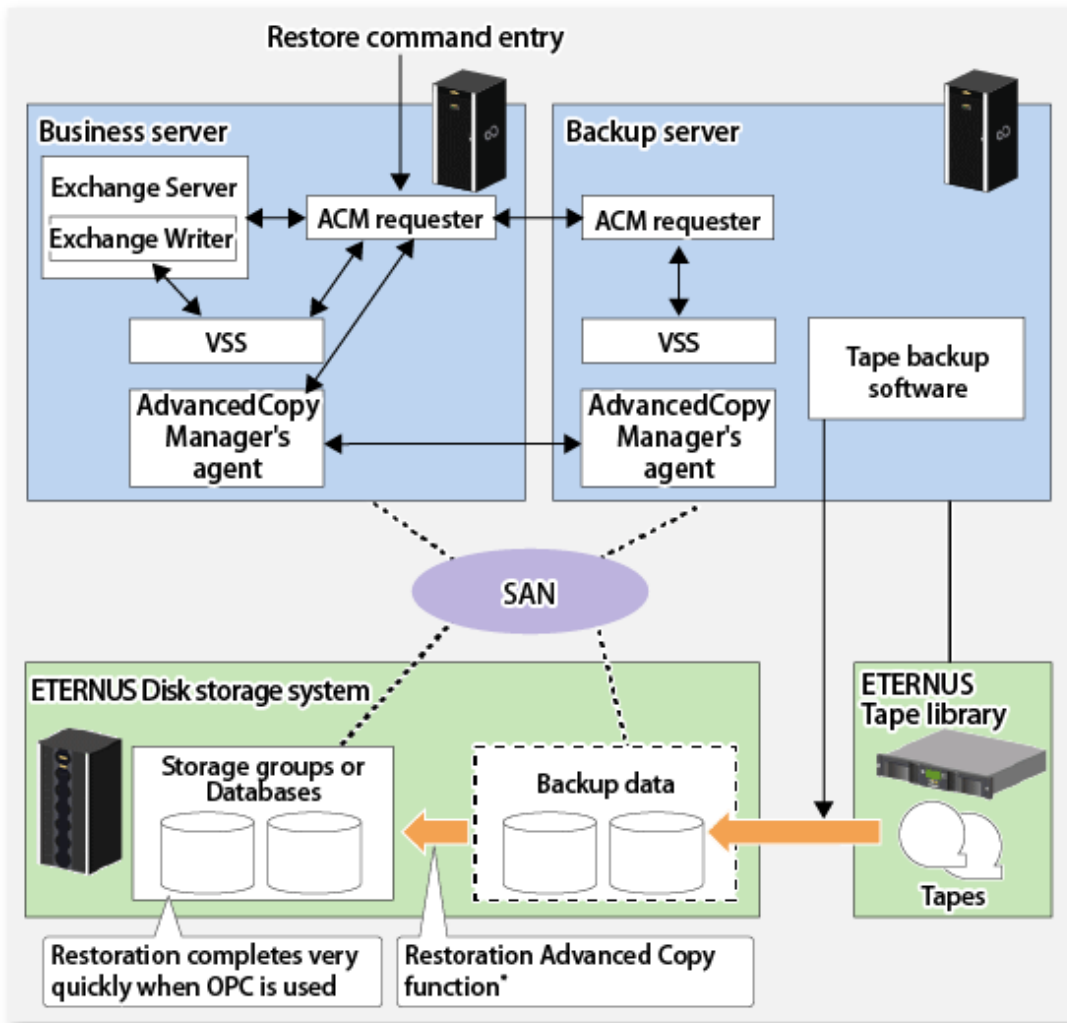 Restore command entry
Business server
Exchange Server
Exchange Writer
ACM requester
VSS
AdvancedCopy
Manager's
agent
Backup server
ACM requester
VSS
AdvancedCopy
Manager's
agent
Tape backup
software
SAN
ETERNUS Disk storage system
Storage groups or
Databases
Backup data
ETERNUS
Tape library
Tapes
Restoration completes very
quickly when OPC is used
Restoration Advanced Copy
function*